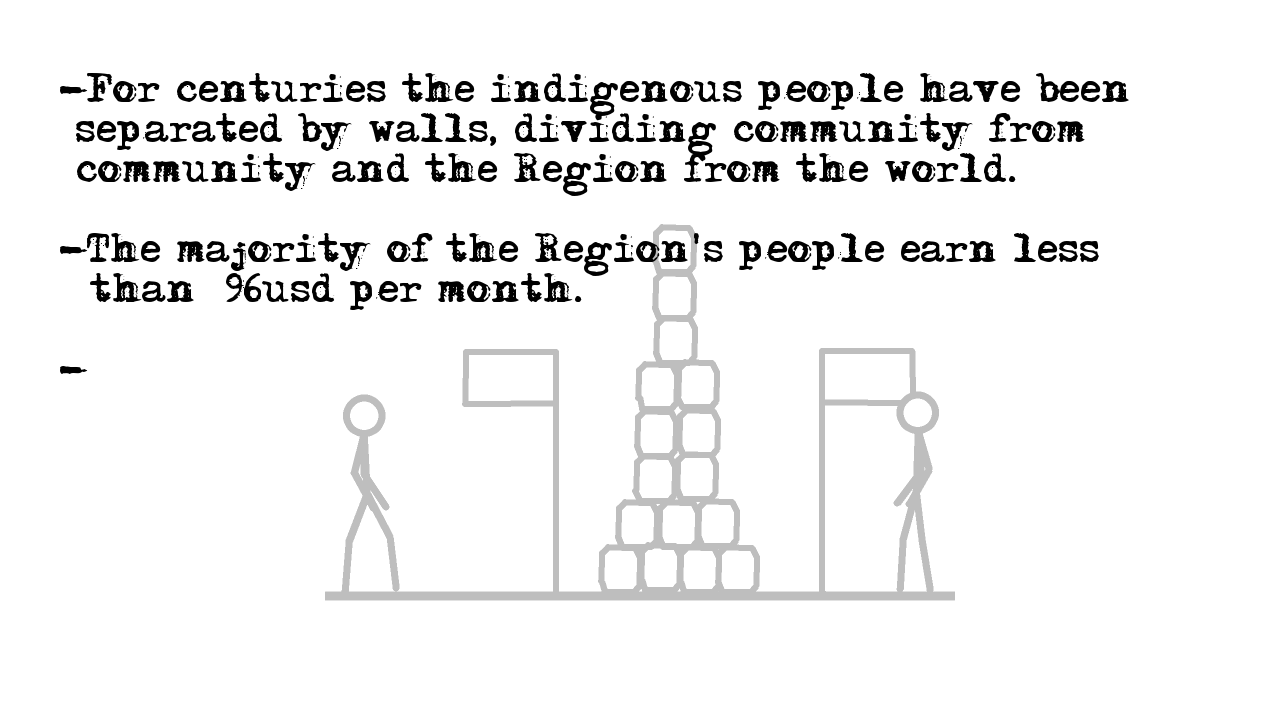 -For centuries the indigenous people have been
separated by walls, dividing community from
community and the Region from the world.
-The majority of the Region's people earn less
than 96usd per month.
-